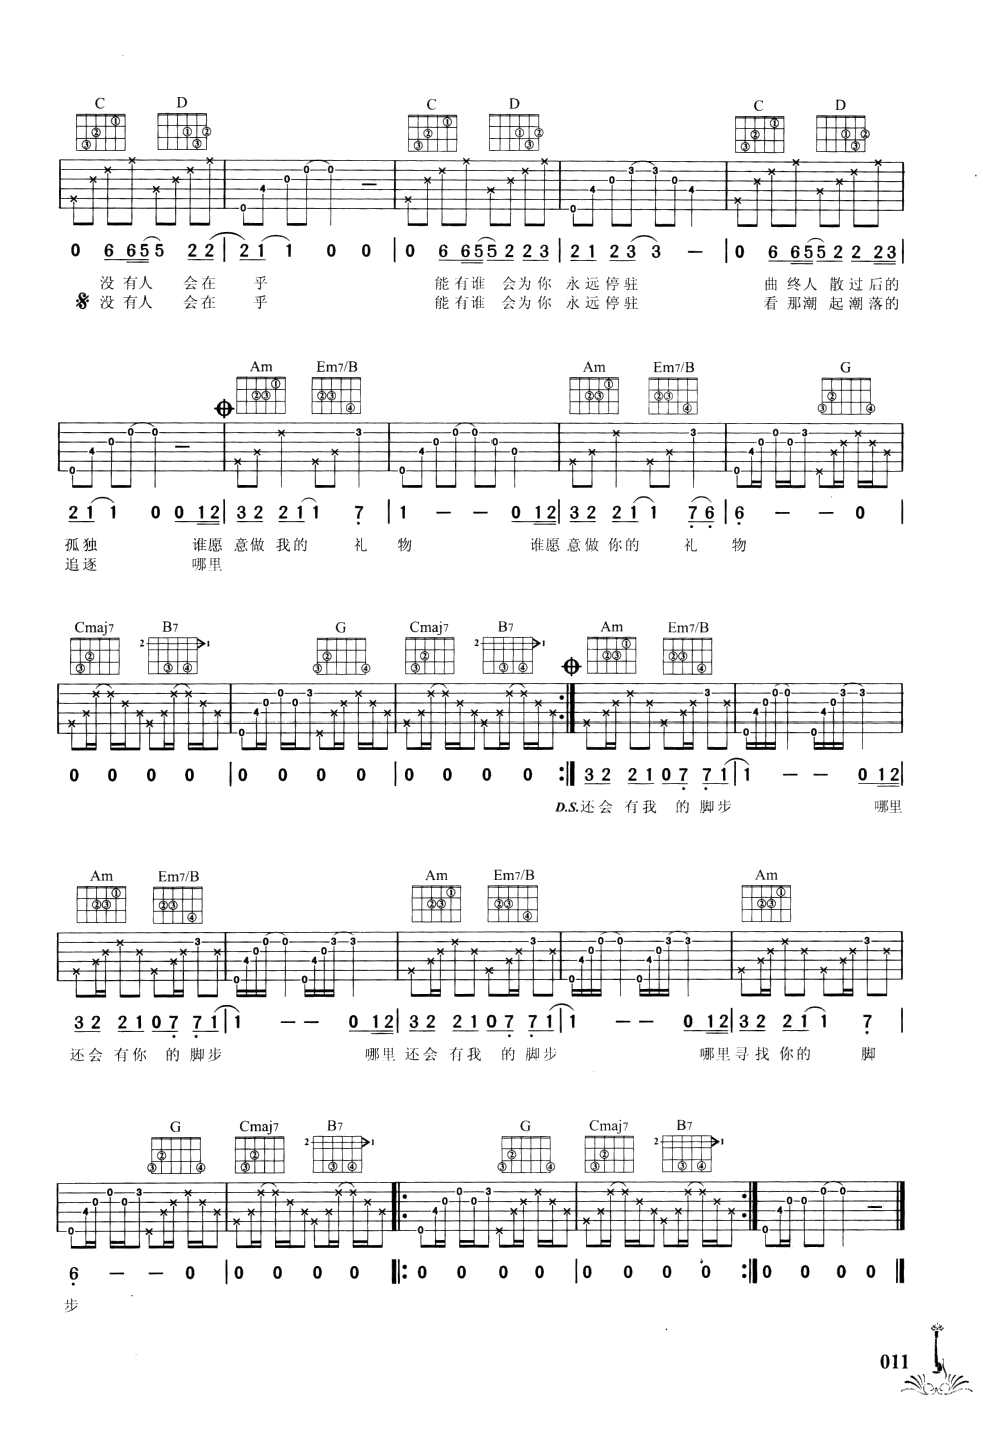 C D C D C D
0 6 6 5 5 5 2 2 2 | 2 1 1 0 0 | 0 6 6 5 5 5 2 2 2 3 | 2 1 2 3 3 3 — | 0 6 6 5 5 2 2 2 3 |
没有人 会在 乎 能有谁 会为你 永远停驻 曲终人 散过后的
没有人 会在 乎 能有谁 会为你 永远停驻 看那潮 起潮落的
Am Em7/B Am Em7/B G
2 1 1 0 0 1 2 | 3 2 2 1 1 7 | 1 — — 0 1 2 | 3 2 2 1 1 7 6 | 6 — — 0 |
孤独 谁愿 意做 我的 礼 物 谁愿 意做 你的 礼 物
追逐 哪里
Cmaj7 B7 G Cmaj7 B7 Am Em7/B
0 0 0 0 | 0 0 0 0 | 0 0 0 0 :| 3 2 2 1 0 7 7 1 | 1 — — 0 1 2 |
D.S. 还会 有我 的 脚步 哪里
Am Em7/B Am Em7/B Am
3 2 2 1 0 7 7 1 | 1 — — 0 1 2 | 3 2 2 1 0 7 7 1 | 1 — — 0 1 2 | 3 2 2 1 1 7 |
还会 有你 的 脚步 哪里 还会 有我 的 脚步 哪里 寻找 你的 脚
G Cmaj7 B7 G Cmaj7 B7
6 — — 0 | 0 0 0 0 |: 0 0 0 0 | 0 0 0 0 :| 0 0 0 0 |
步
011